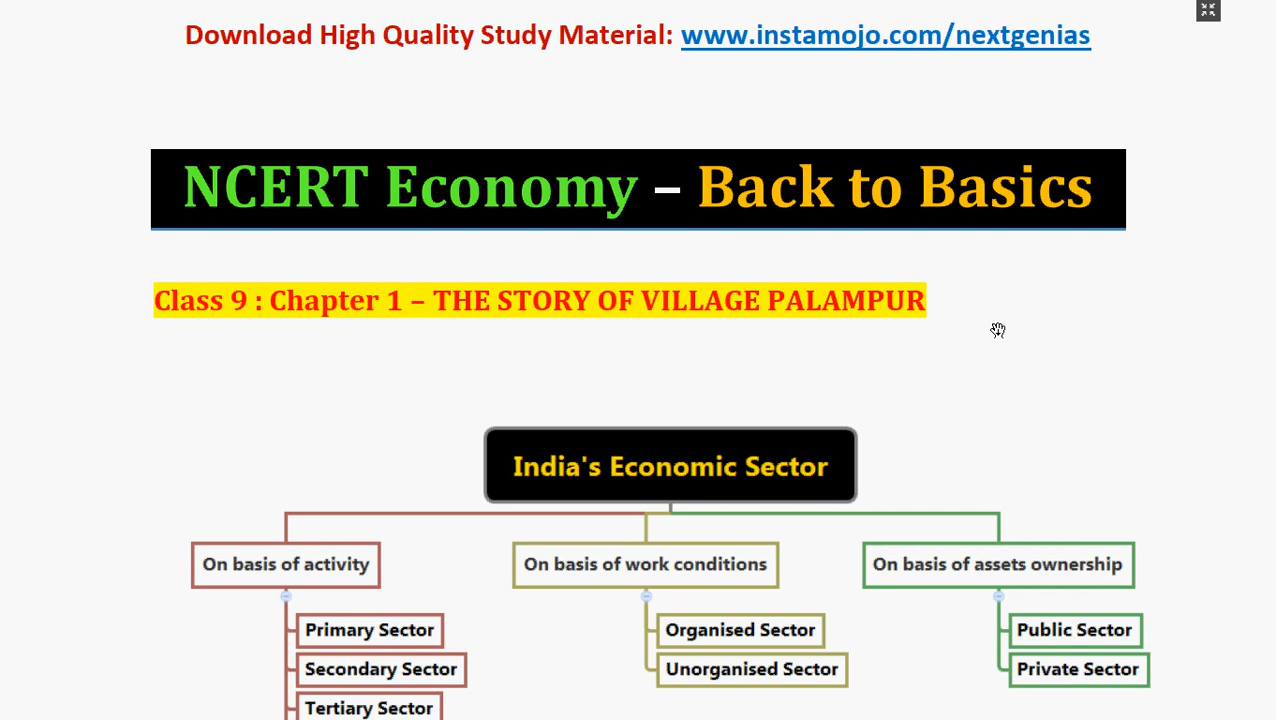 Download High Quality Study Material: www.instamojo.com/nextgenias
NCERT Economy – Back to Basics
Class 9 : Chapter 1 – THE STORY OF VILLAGE PALAMPUR
India's Economic Sector
On basis of activity
Primary Sector
Secondary Sector
Tertiary Sector
On basis of work conditions
Organised Sector
Unorganised Sector
On basis of assets ownership
Public Sector
Private Sector